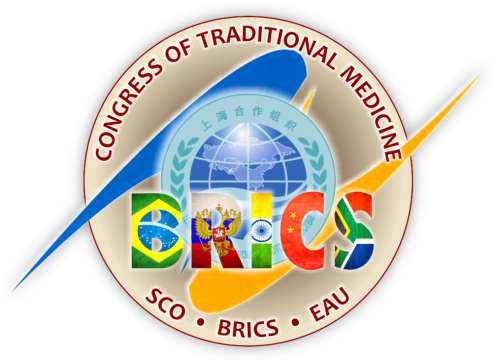 CONGRESS OF TRADITIONAL MEDICINE
上海合作组织
BRICS
SCO • BRICS • EAU